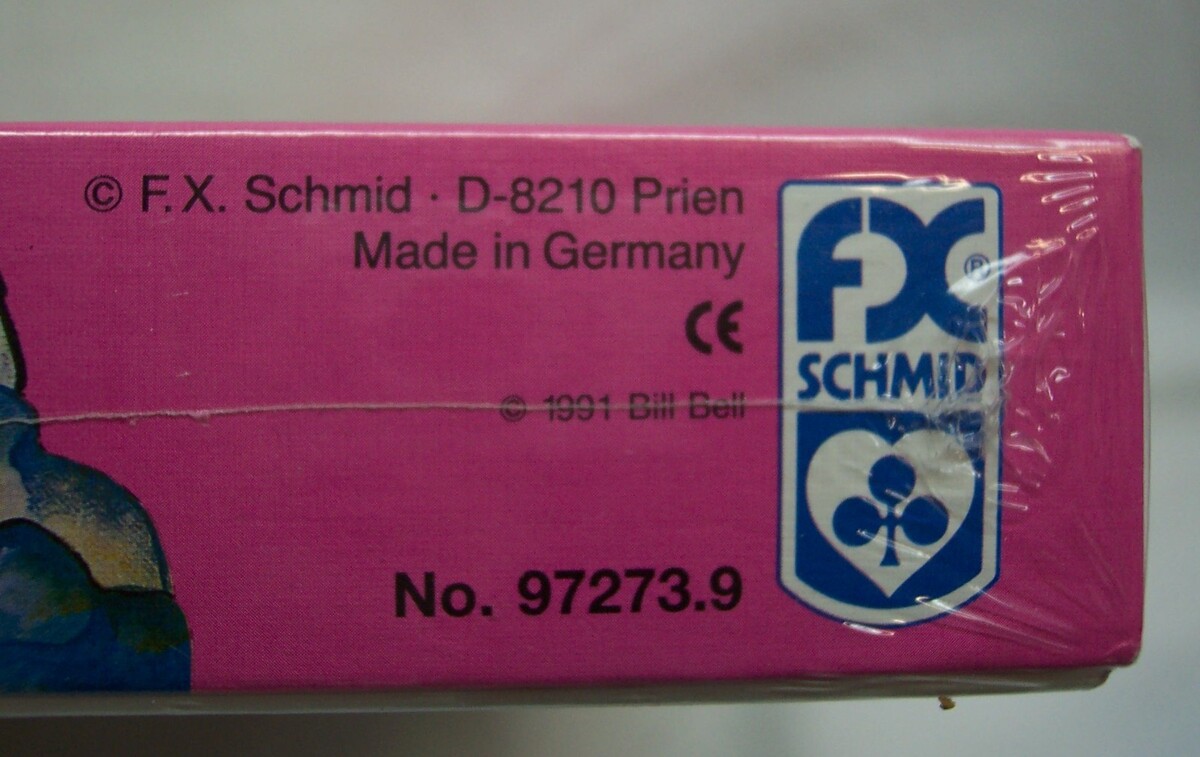 © F.X. Schmid · D-8210 Prien
Made in Germany
CE
© 1991 Bill Bell
No. 97273.9
FX®
SCHMID